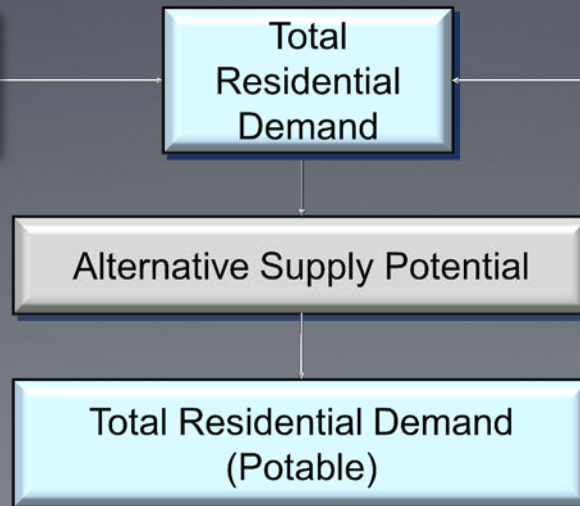 Total
Residential
Demand
Alternative Supply Potential
Total Residential Demand
(Potable)